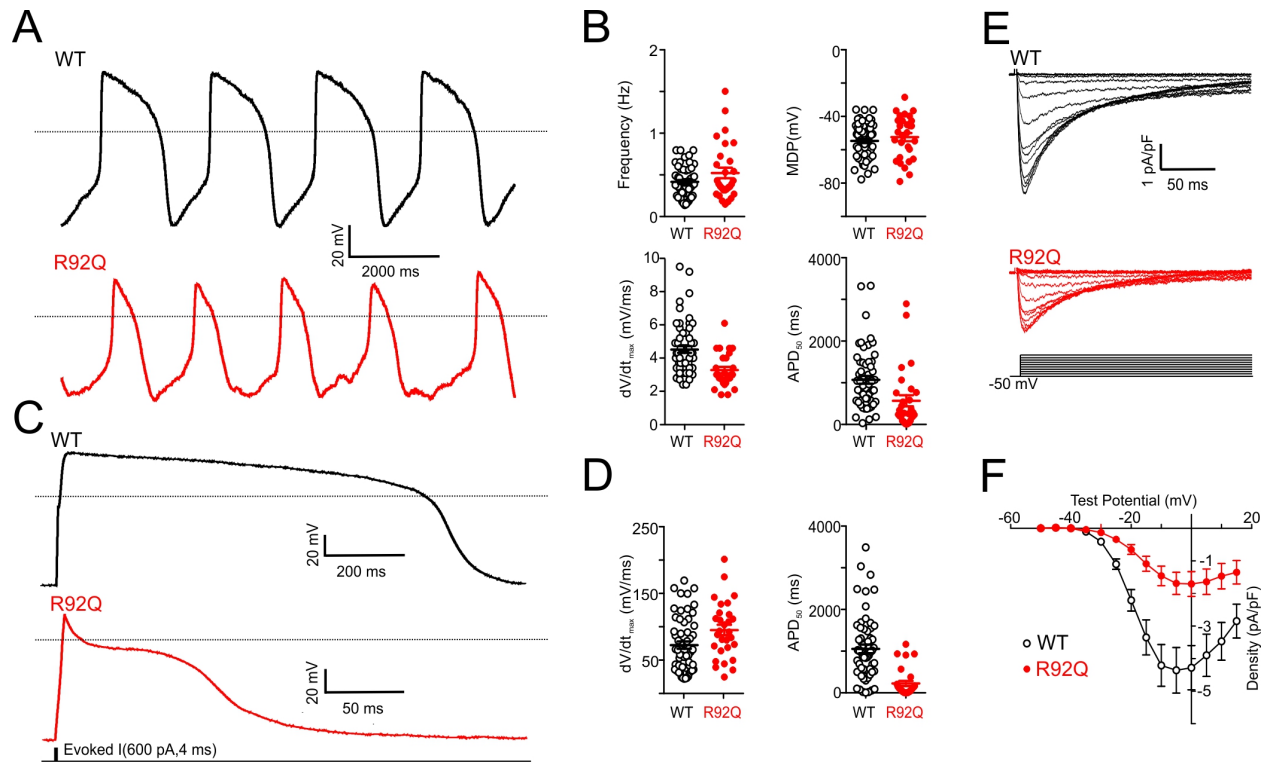 A
WT
20 mV
2000 ms
R92Q
B
2
1
0
Frequency (Hz)
WT R92Q
0
-40
-80
MDP(mV)
WT R92Q
10
8
6
4
2
0
dV/dtmax (mV/ms)
WT R92Q
4000
2000
0
APD50 (ms)
WT R92Q
C
WT
20 mV
200 ms
R92Q
20 mV
50 ms
Evoked I(600 pA,4 ms)
D
250
150
50
dV/dtmax (mV/ms)
WT R92Q
4000
2000
0
APD50 (ms)
WT R92Q
E
WT
1 pA/pF
50 ms
R92Q
-50 mV
F
Test Potential (mV)
-60 -40 -20 20
-1
-3
-5
Density (pA/pF)
WT
R92Q